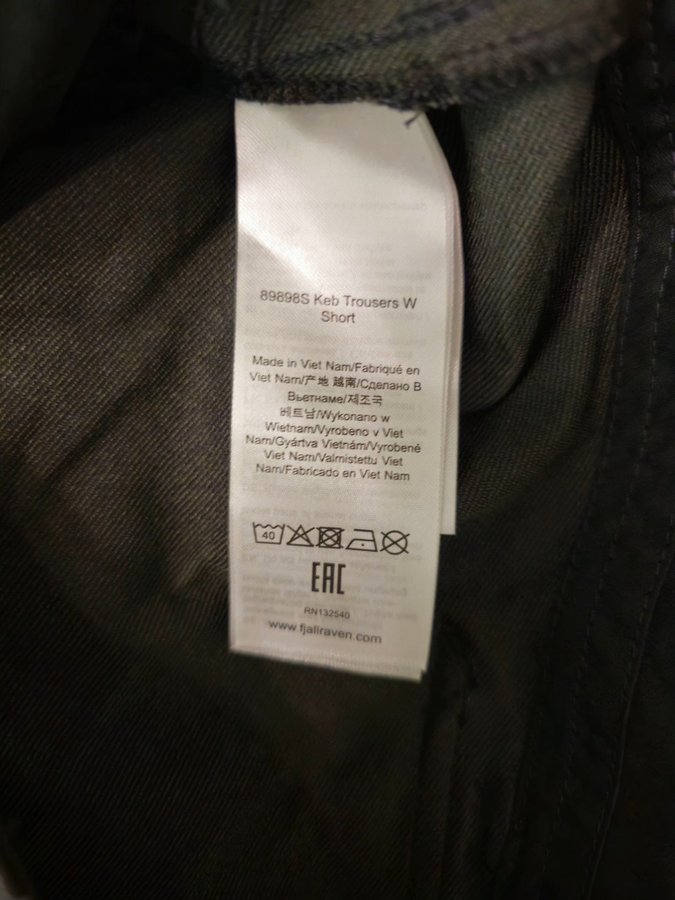 89898S Keb Trousers W
Short
Made in Viet Nam/Fabriqué en
Viet Nam/产地 越南/Сделано В
Вьетнаме/제조국
베트남/Wykonano w
Wietnam/Vyrobeno v Viet
Nam/Gyártva Vietnám/Vyrobené
Viet Nam/Valmistettu Viet
Nam/Fabricado en Viet Nam
40
EAC
RN132540
www.fjallraven.com